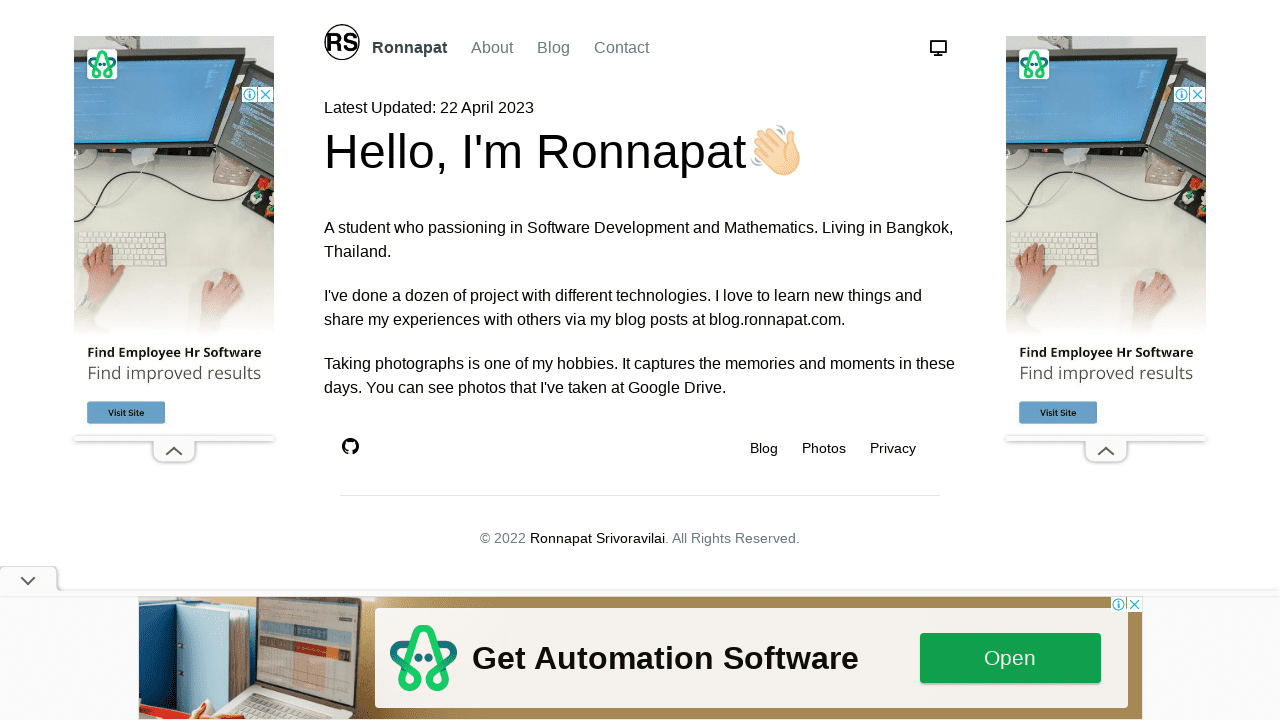 RS Ronnapat About Blog Contact
Latest Updated: 22 April 2023
Hello, I'm Ronnapat👋🏻
A student who passioning in Software Development and Mathematics. Living in Bangkok,
Thailand.
I've done a dozen of project with different technologies. I love to learn new things and
share my experiences with others via my blog posts at blog.ronnapat.com.
Taking photographs is one of my hobbies. It captures the memories and moments in these
days. You can see photos that I've taken at Google Drive.
Blog Photos Privacy
© 2022 Ronnapat Srivoravilai. All Rights Reserved.
Find Employee Hr Software
Find improved results
Visit Site
Find Employee Hr Software
Find improved results
Visit Site
Get Automation Software
Open